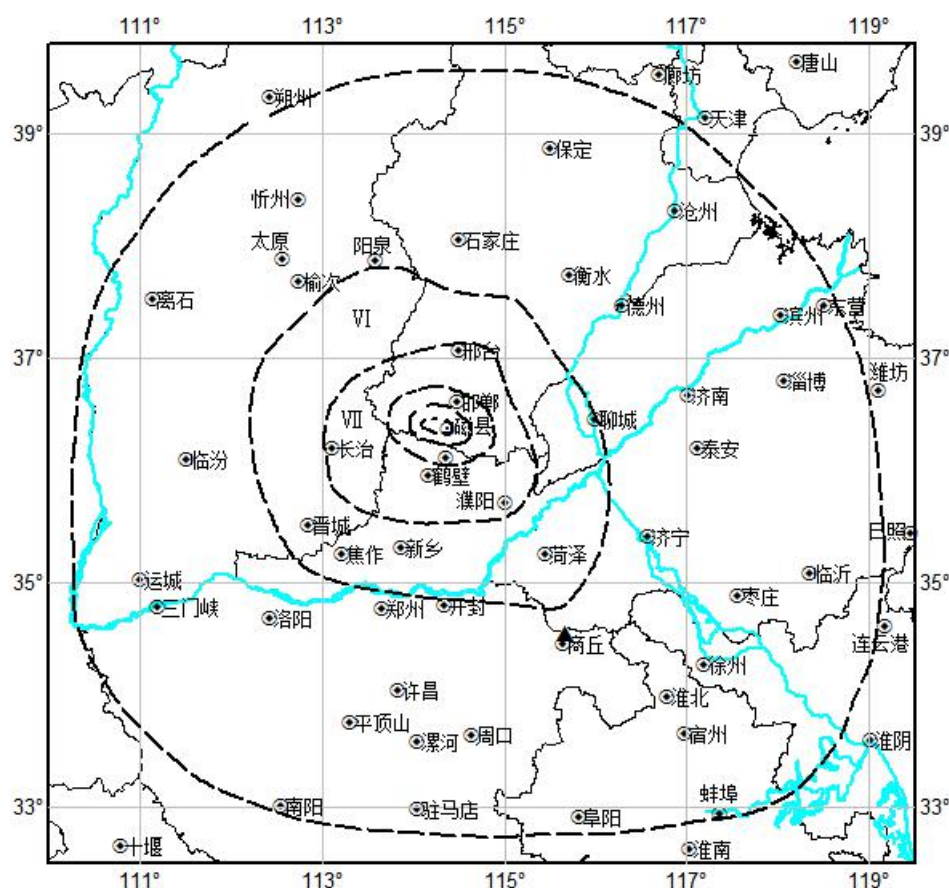 111° 113° 115° 117° 119°
唐山
廊坊
朔州
天津
39° 39°
保定
忻州
沧州
太原 阳泉 石家庄
榆次 衡水
离石 德州 滨州 东营
Ⅵ
37° 邢台 37°
淄博 潍坊
邯郸 济南
Ⅶ 磁县 聊城
长治 泰安
临汾
鹤壁
濮阳
晋城 济宁 日照
焦作 新乡 菏泽
35° 运城 临沂 35°
三门峡 洛阳 郑州 开封 枣庄
商丘 连云港
徐州
许昌 淮北
平顶山 漯河 周口 宿州 淮阴
33° 南阳 驻马店 阜阳 蚌埠 33°
十堰 淮南
111° 113° 115° 117° 119°